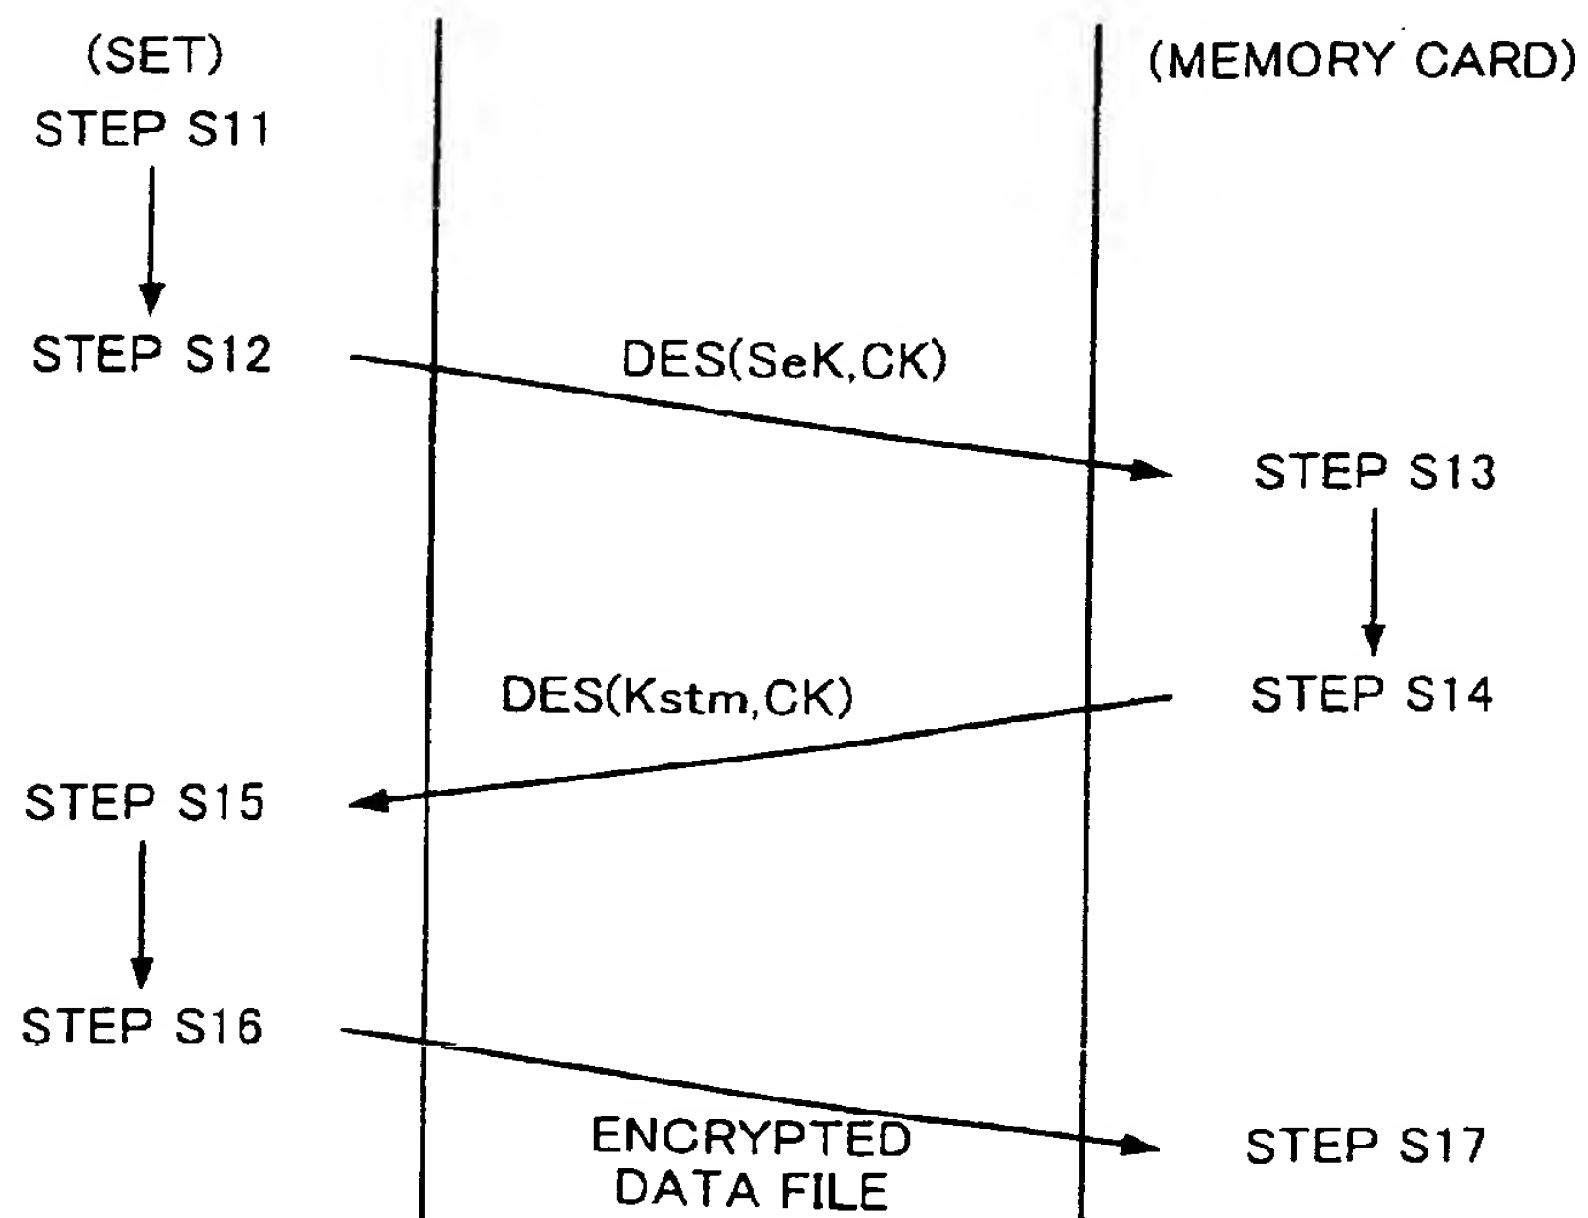 (SET)
(MEMORY CARD)
STEP S11
STEP S12
DES(SeK,CK)
STEP S13
DES(Kstm,CK)
STEP S14
STEP S15
STEP S16
ENCRYPTED
DATA FILE
STEP S17